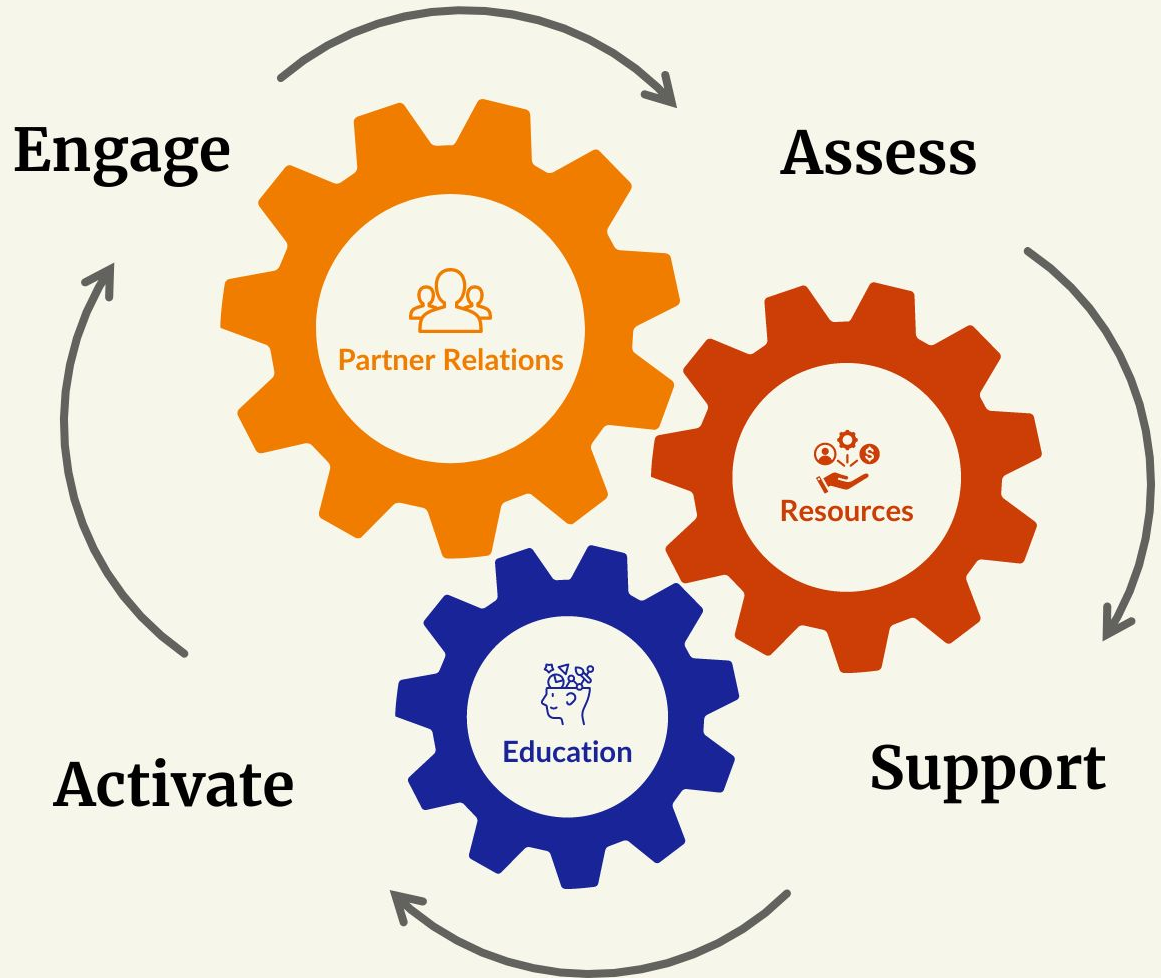 Engage
Assess
Partner Relations
Resources
Education
Activate
Support